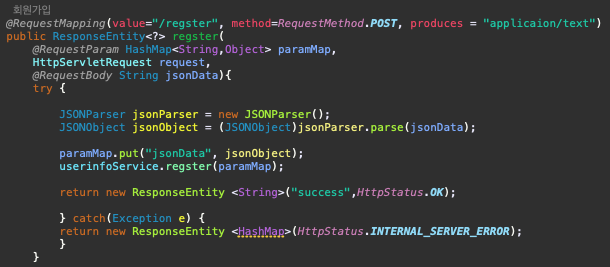 회원가입
@RequestMapping(value="/regster", method=RequestMethod.POST, produces = "applicaion/text")
public ResponseEntity<?> regster(
@RequestParam HashMap<String,Object> paramMap,
HttpServletRequest request,
@RequestBody String jsonData){
try {
JSONParser jsonParser = new JSONParser();
JSONObject jsonObject = (JSONObject)jsonParser.parse(jsonData);
paramMap.put("jsonData", jsonObject);
userinfoService.regster(paramMap);
return new ResponseEntity <String>("success",HttpStatus.OK);
} catch(Exception e) {
return new ResponseEntity <HashMap>(HttpStatus.INTERNAL_SERVER_ERROR);
}
}